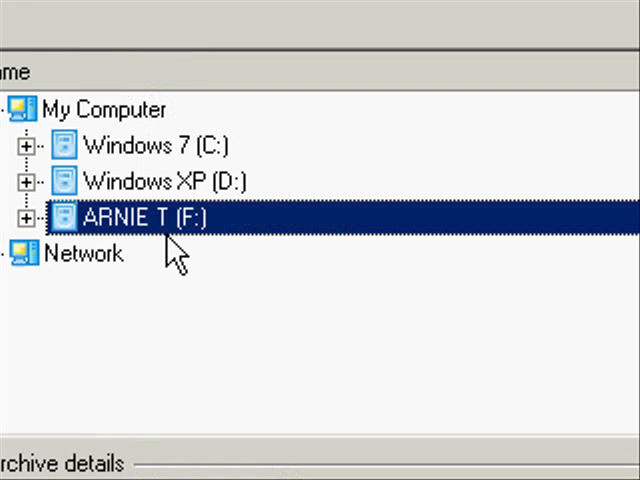 ame
My Computer
Windows 7 (C:)
Windows XP (D:)
ARNIE T (F:)
Network
rchive details